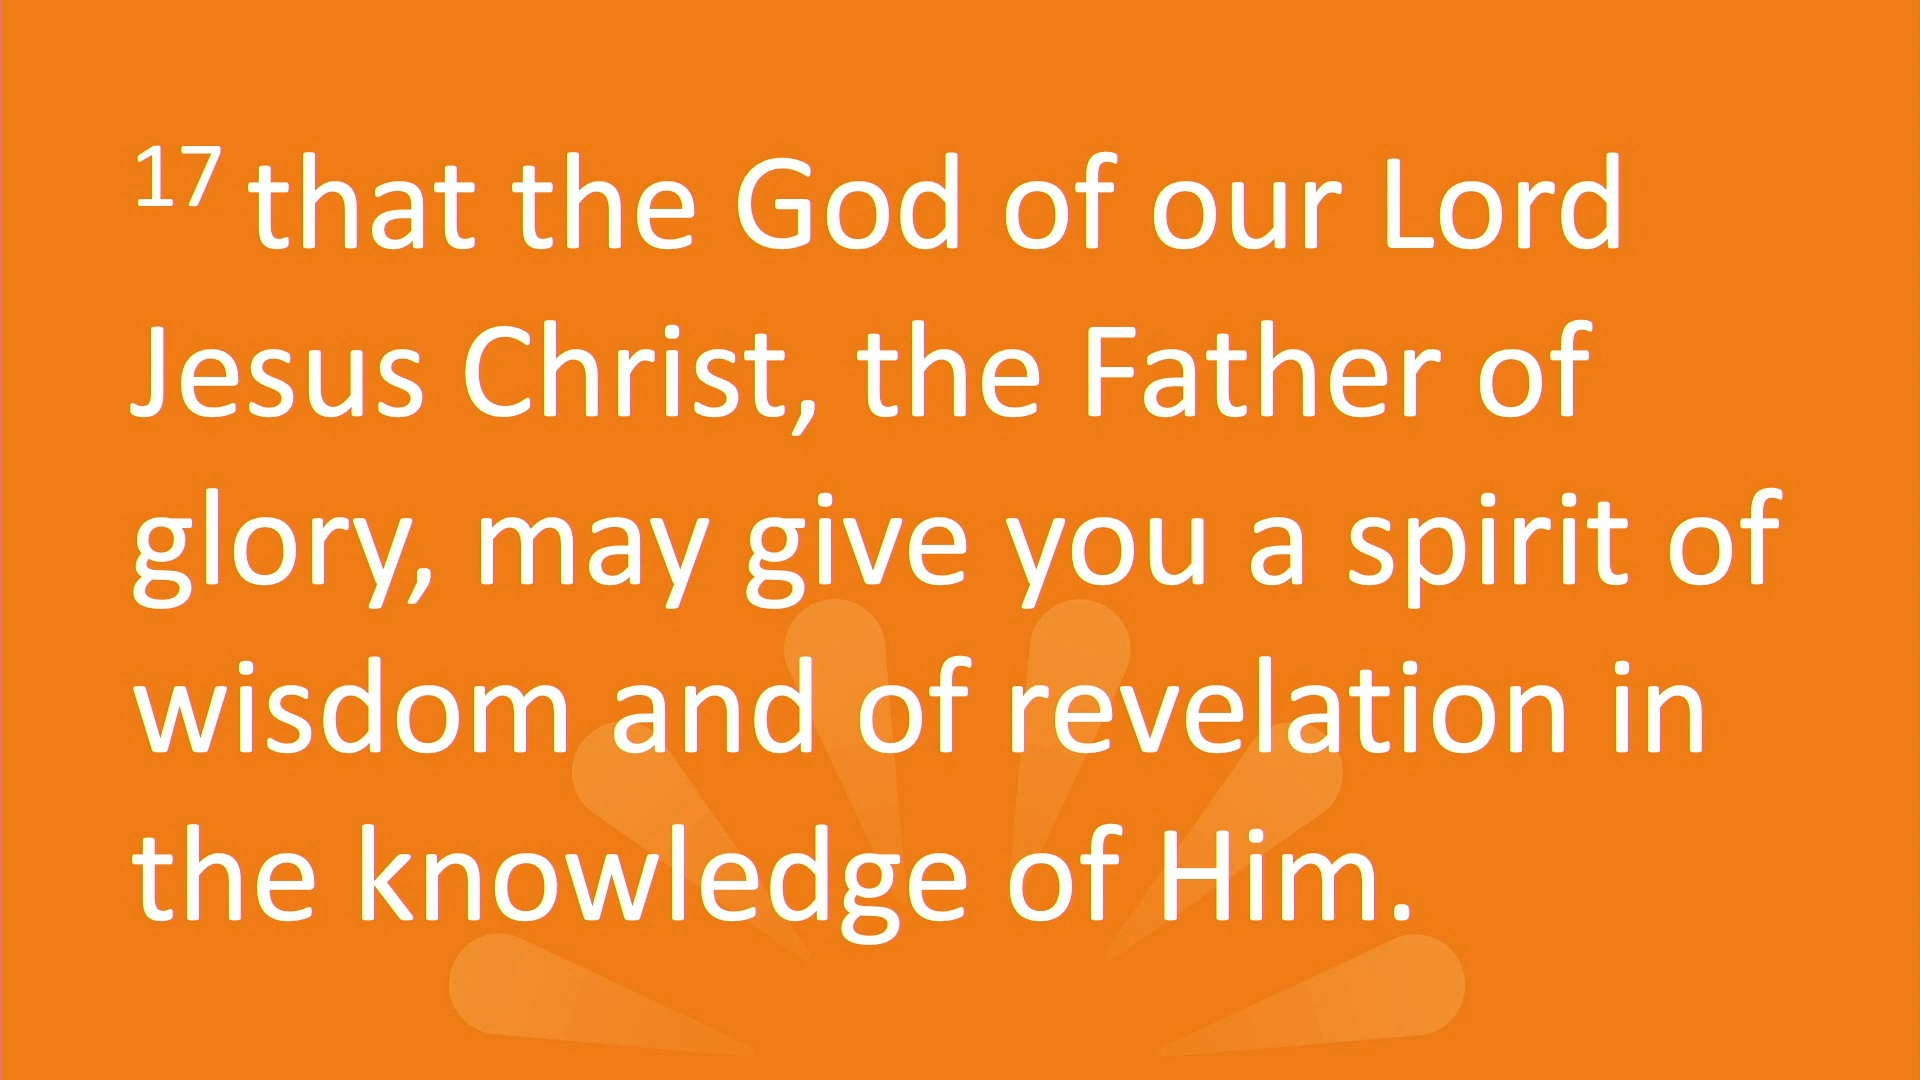 17 that the God of our Lord
Jesus Christ, the Father of
glory, may give you a spirit of
wisdom and of revelation in
the knowledge of Him.